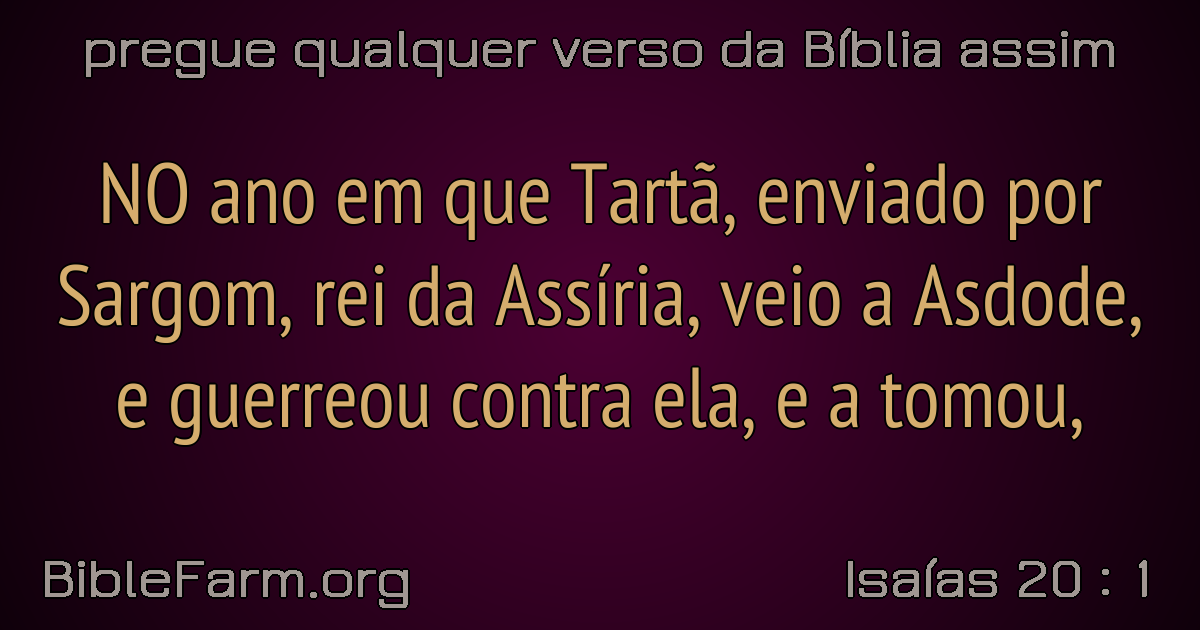 pregue qualquer verso da Bíblia assim
NO ano em que Tartã, enviado por
Sargom, rei da Assíria, veio a Asdode,
e guerreou contra ela, e a tomou,
BibleFarm.org
Isaías 20 : 1